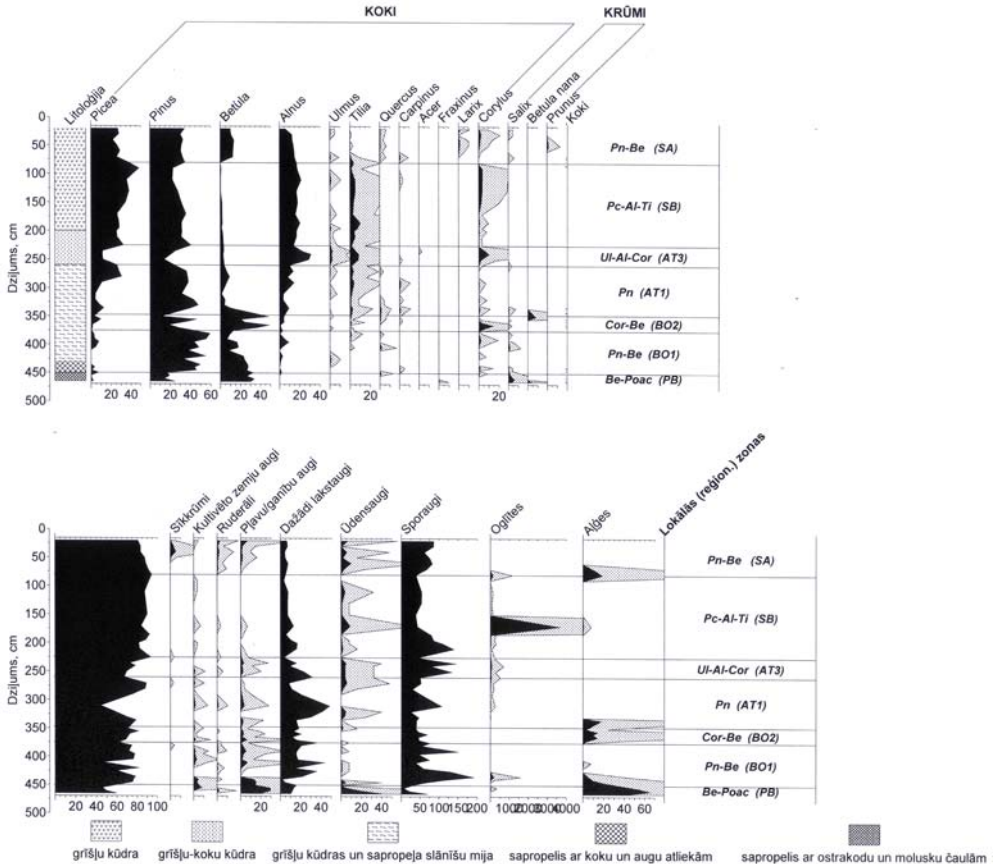 KOKI
KRŪMI
Litoloģija
Picea
Pinus
Betula
Alnus
Ulmus
Tilia
Quercus
Carpinus
Acer
Fraxinus
Larix
Corylus
Salix
Betula nana
Prunus
Koki
Dziļums, cm
0
50
100
150
200
250
300
350
400
450
500
Pn-Be (SA)
Pc-Al-Ti (SB)
Ul-Al-Cor (AT3)
Pn (AT1)
Cor-Be (BO2)
Pn-Be (BO1)
Be-Poac (PB)
20 40 20 40 60 20 40 20 40 20 20
Sīkkrūmi
Kultivēto zemju augi
Ruderāli
Pļavu/ganību augi
Dažādi lakstaugi
Ūdensaugi
Sporaugi
Oglītes
Aļģes
Lokālās (reģion.) zonas
Dziļums, cm
0
50
100
150
200
250
300
350
400
450
500
Pn-Be (SA)
Pc-Al-Ti (SB)
Ul-Al-Cor (AT3)
Pn (AT1)
Cor-Be (BO2)
Pn-Be (BO1)
Be-Poac (PB)
20 40 60 80 100 20 20 40 20 40 50 100 150 200 1000 2000 3000 4000 20 40 60
grīšļu kūdra
grīšļu-koku kūdra
grīšļu kūdras un sapropeļa slānīšu mija
sapropelis ar koku un augu atliekām
sapropelis ar ostrakodu un molusku čaulām